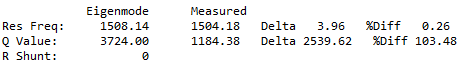 Eigenmode Measured
Res Freq: 1508.14 1504.18 Delta 3.96 %Diff 0.26
Q Value: 3724.00 1184.38 Delta 2539.62 %Diff 103.48
R Shunt: 0